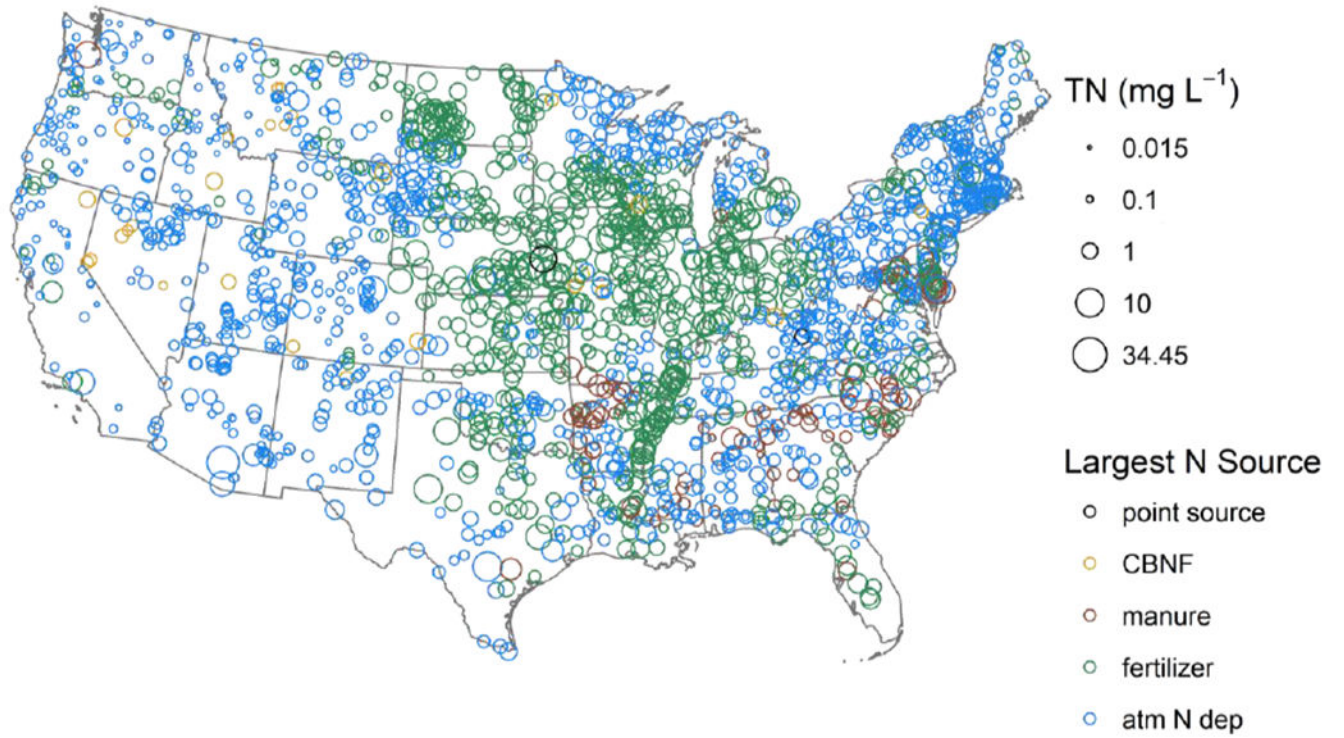 TN (mg L⁻¹)
0.015
0.1
1
10
34.45
Largest N Source
point source
CBNF
manure
fertilizer
atm N dep